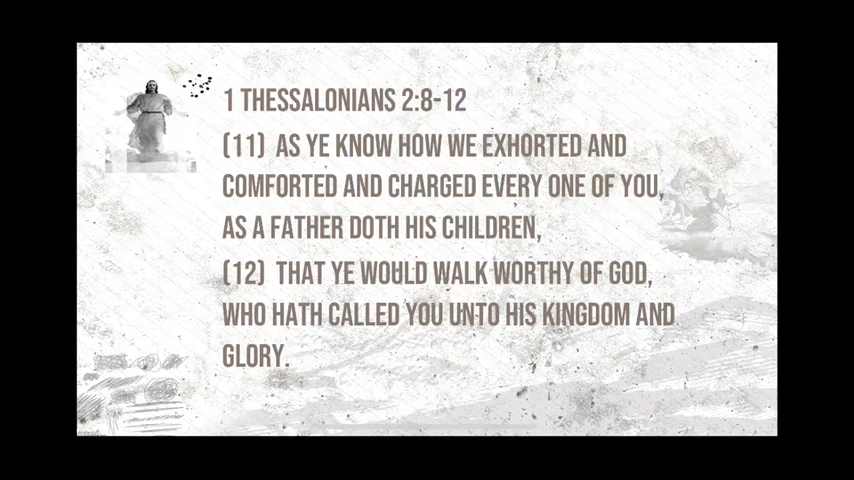 1 THESSALONIANS 2:8-12
(11) AS YE KNOW HOW WE EXHORTED AND
COMFORTED AND CHARGED EVERY ONE OF YOU,
AS A FATHER DOTH HIS CHILDREN,
(12) THAT YE WOULD WALK WORTHY OF GOD,
WHO HATH CALLED YOU UNTO HIS KINGDOM AND
GLORY.